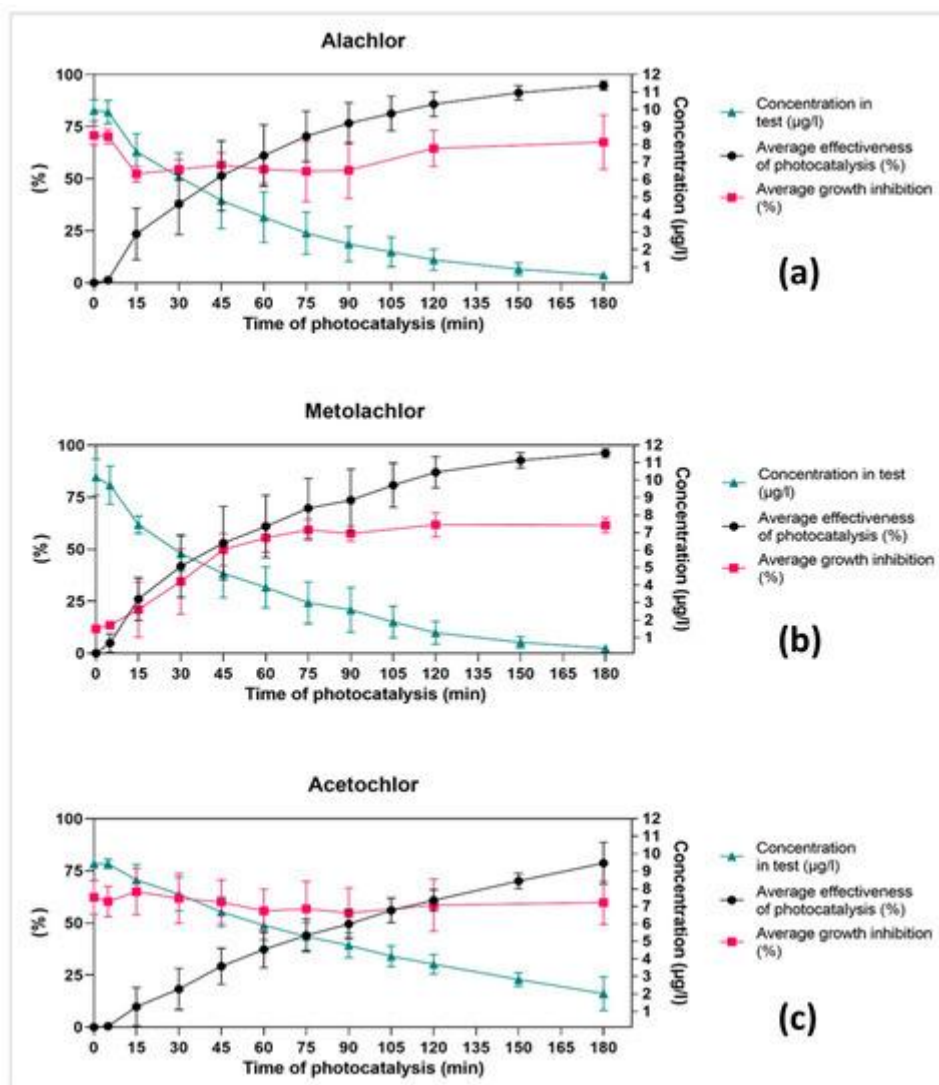 Alachlor
100
75
50
25
0
(%)
12
11
10
9
8
7
6
5
4
3
2
1
Concentration (µg/l)
0 15 30 45 60 75 90 105 120 135 150 165 180
Time of photocatalysis (min)
Concentration in
test (µg/l)
Average effectiveness
of photocatalysis (%)
Average growth inhibition
(%)
(a)
Metolachlor
100
75
50
25
0
(%)
12
11
10
9
8
7
6
5
4
3
2
1
Concentration (µg/l)
0 15 30 45 60 75 90 105 120 135 150 165 180
Time of photocatalysis (min)
Concentration in test
(µg/l)
Average effectiveness
of photocatalysis (%)
Average growth inhibition
(%)
(b)
Acetochlor
100
75
50
25
0
(%)
12
11
10
9
8
7
6
5
4
3
2
1
Concentration (µg/l)
0 15 30 45 60 75 90 105 120 135 150 165 180
Time of photocatalysis (min)
Concentration
in test (µg/l)
Average effectiveness
of photocatalysis (%)
Average growth inhibition
(%)
(c)